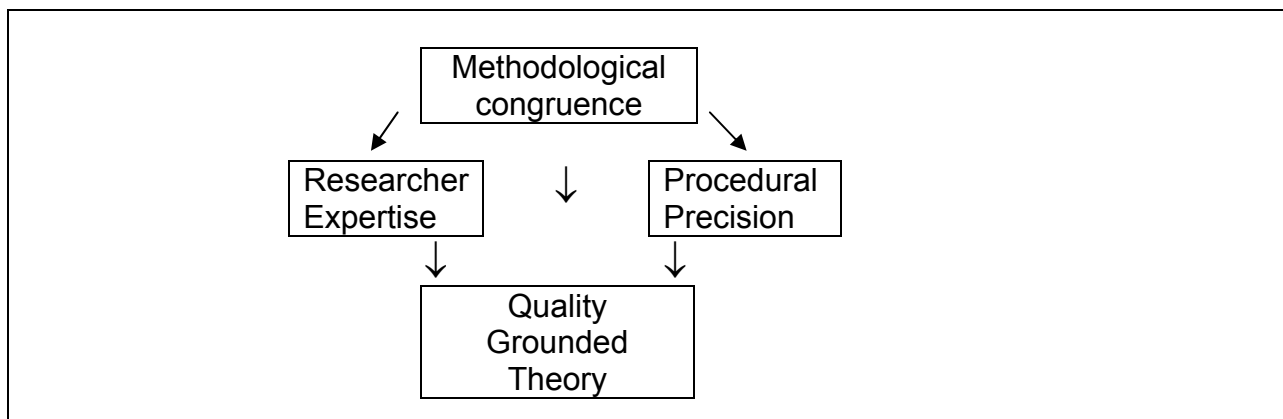 Methodological
congruence
Researcher
Expertise
Procedural
Precision
Quality
Grounded
Theory